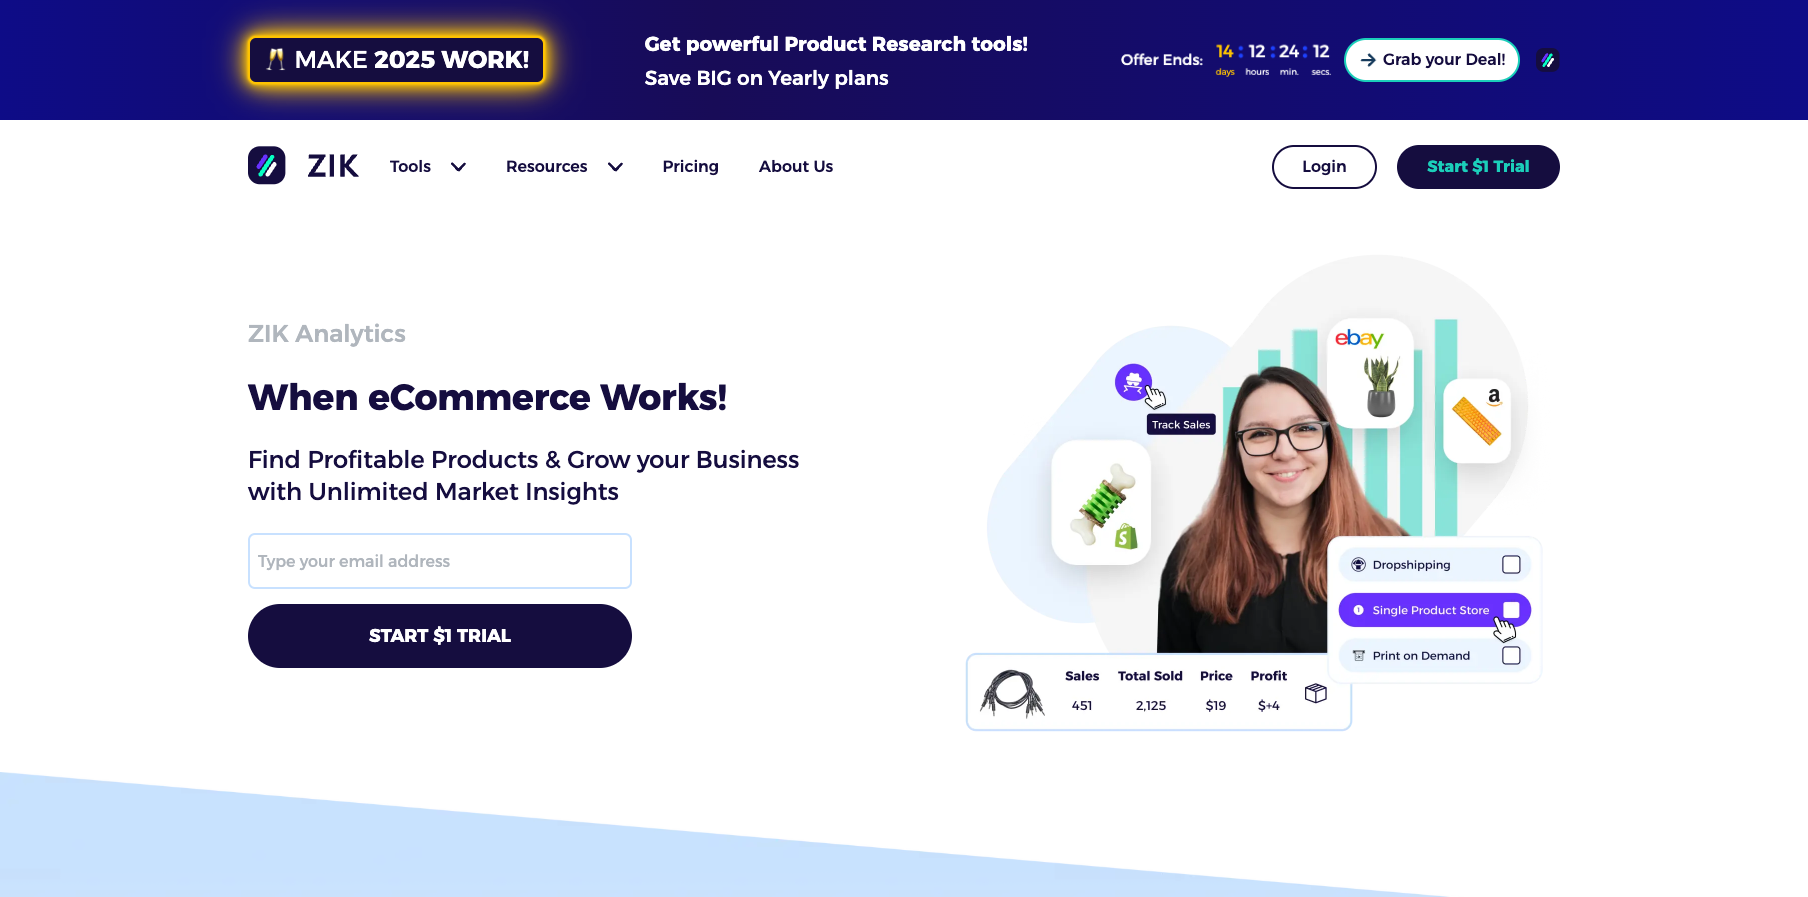 MAKE 2025 WORK!
Get powerful Product Research tools!
Save BIG on Yearly plans
Offer Ends:
14 : 12 : 24 : 12
days hours min. secs.
Grab your Deal!
ZIK
Tools
Resources
Pricing
About Us
Login
Start $1 Trial
ZIK Analytics
When eCommerce Works!
Find Profitable Products & Grow your Business
with Unlimited Market Insights
Type your email address
START $1 TRIAL
ebay
a
Track Sales
S
Dropshipping
Single Product Store
Print on Demand
Sales Total Sold Price Profit
451 2,125 $19 $+4